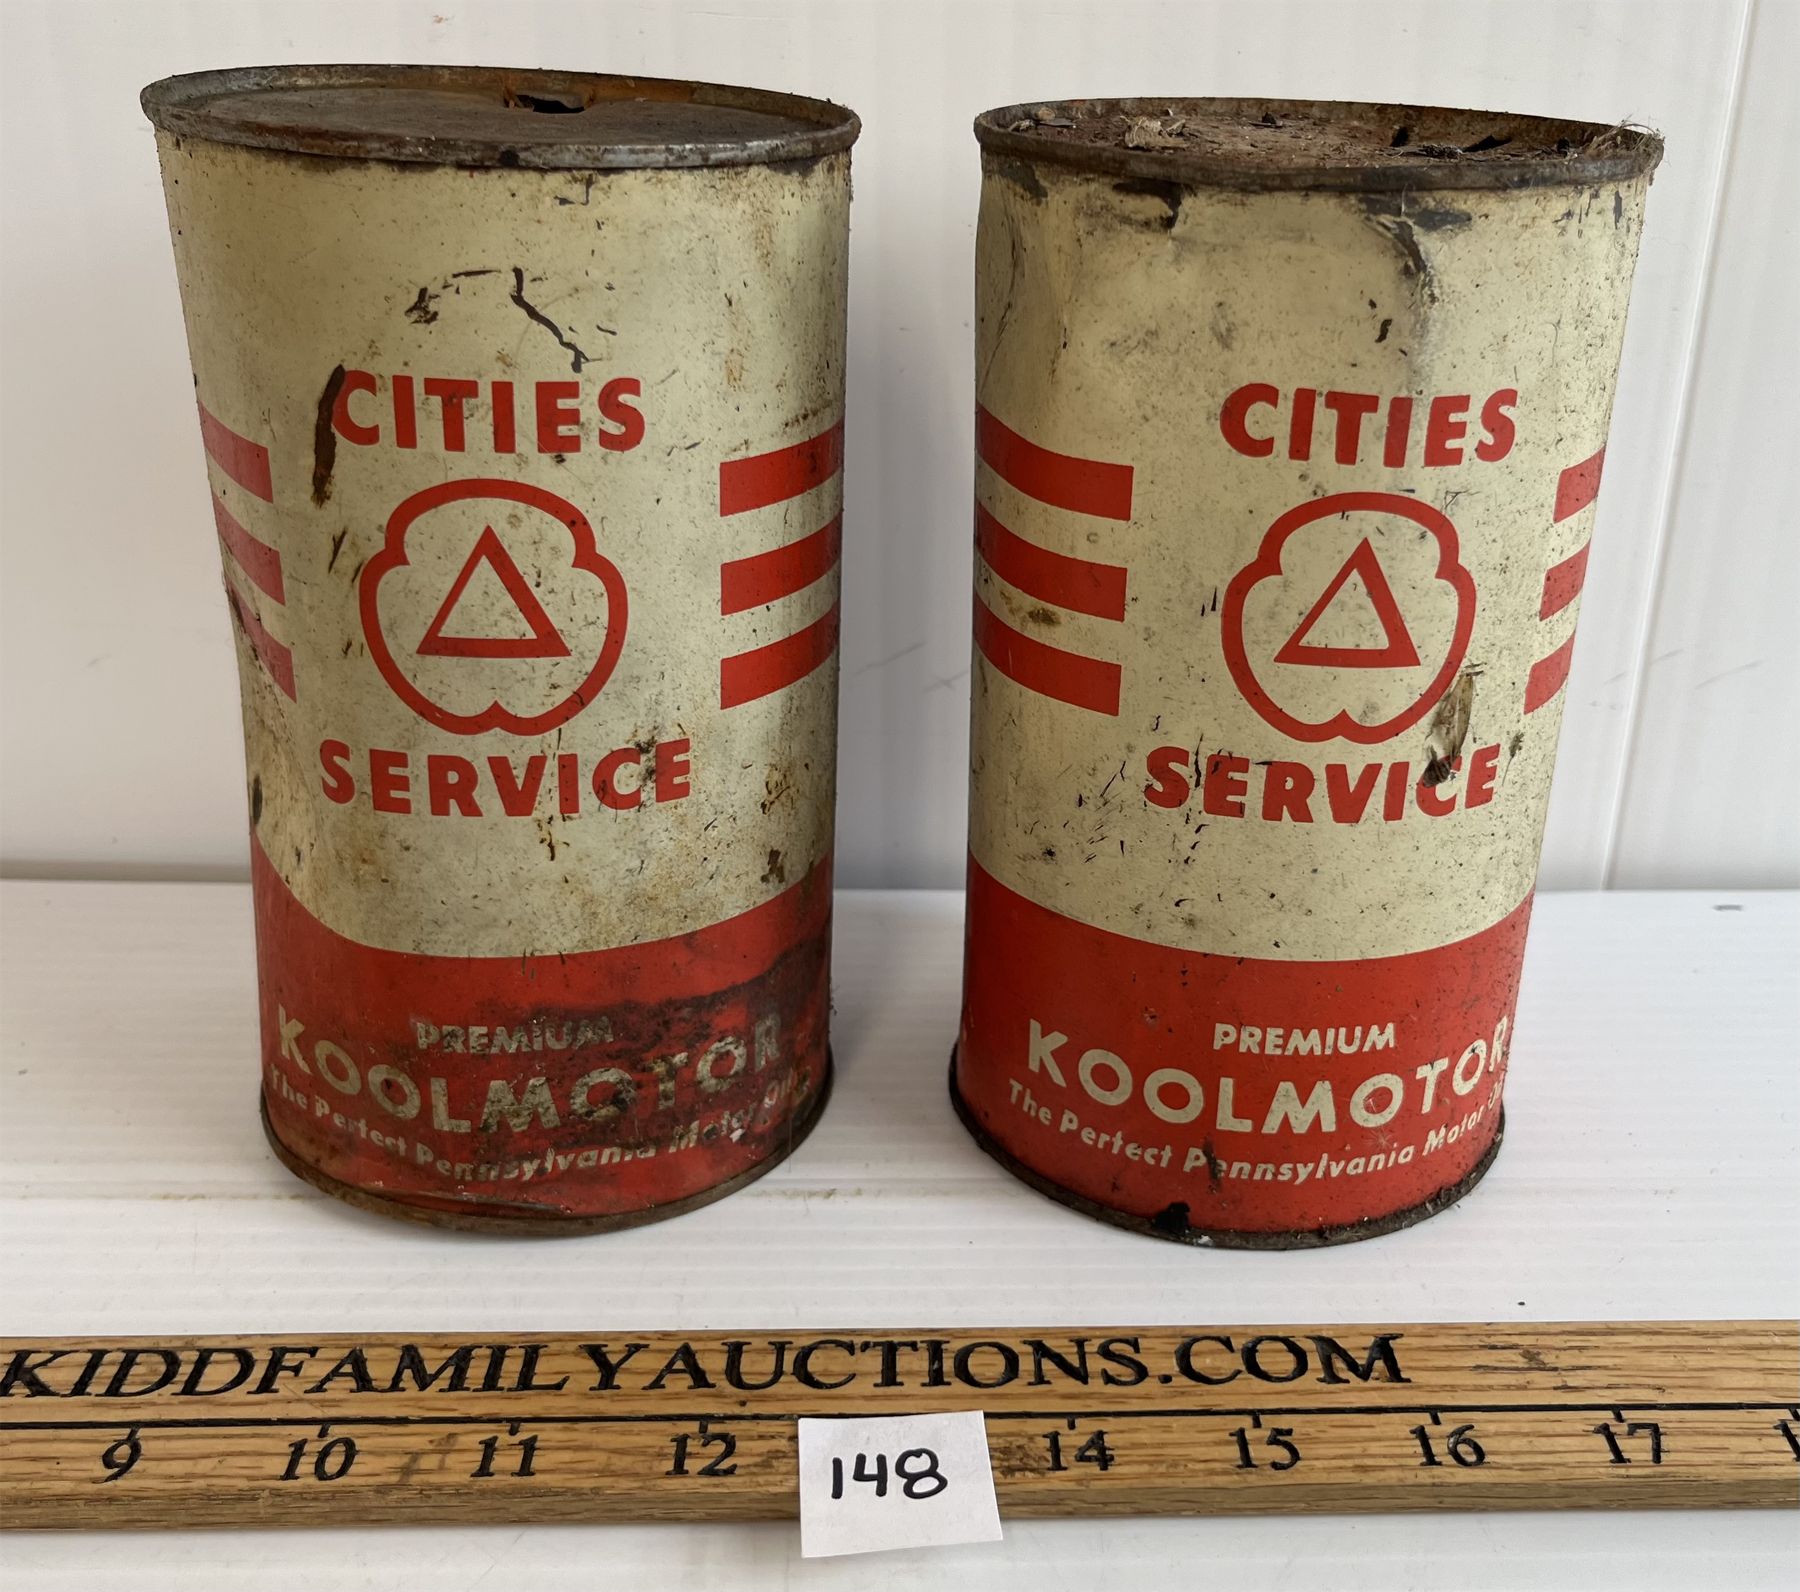 CITIES
SERVICE
PREMIUM
KOOLMOTOR
The Perfect Pennsylvania Motor Oil
CITIES
SERVICE
PREMIUM
KOOLMOTOR
The Perfect Pennsylvania Motor
KIDDFAMILYAUCTIONS.COM
9 10 11 12 14 15 16 17
148